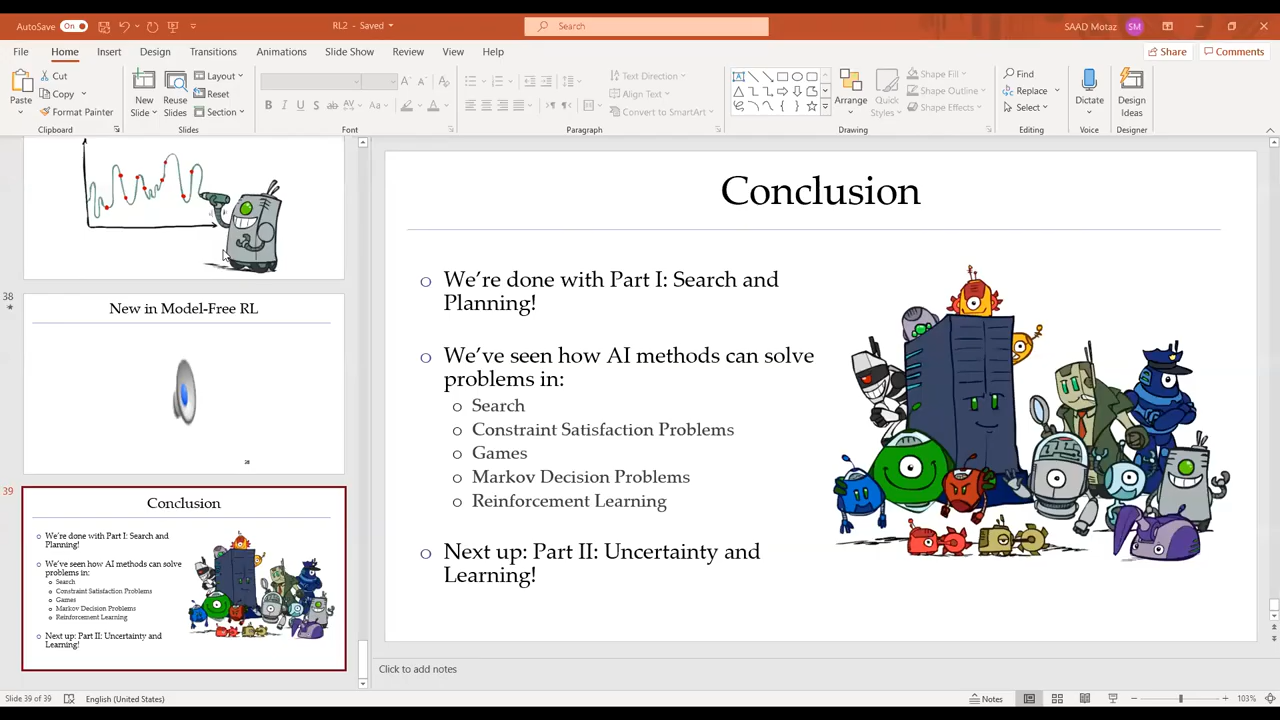 AutoSave On RL2 - Saved Search SAAD Motaz SM
File Home Insert Design Transitions Animations Slide Show Review View Help Share Comments
Paste Cut Copy Format Painter Clipboard
New Slide Reuse Slides Layout Reset Section Slides
B I U S ab AV Aa A Font
Text Direction Align Text Convert to SmartArt Paragraph
Arrange Quick Styles Shape Fill Shape Outline Shape Effects Drawing
Find Replace Select Editing
Dictate Voice
Design Ideas Designer
38
New in Model-Free RL
38
39
Conclusion
We're done with Part I: Search and
Planning!
We've seen how AI methods can solve
problems in:
Search
Constraint Satisfaction Problems
Games
Markov Decision Problems
Reinforcement Learning
Next up: Part II: Uncertainty and
Learning!
Conclusion
We're done with Part I: Search and
Planning!
We've seen how AI methods can solve
problems in:
Search
Constraint Satisfaction Problems
Games
Markov Decision Problems
Reinforcement Learning
Next up: Part II: Uncertainty and
Learning!
Click to add notes
Slide 39 of 39 English (United States) Notes 103%